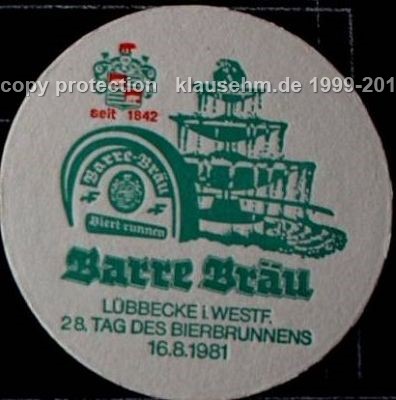 copy protection klausehm.de 1999-201
seit 1842
Barre-Bräu
Bierbrunnen
Barre Bräu
LÜBBECKE i. WESTF.
28. TAG DES BIERBRUNNENS
16.8.1981